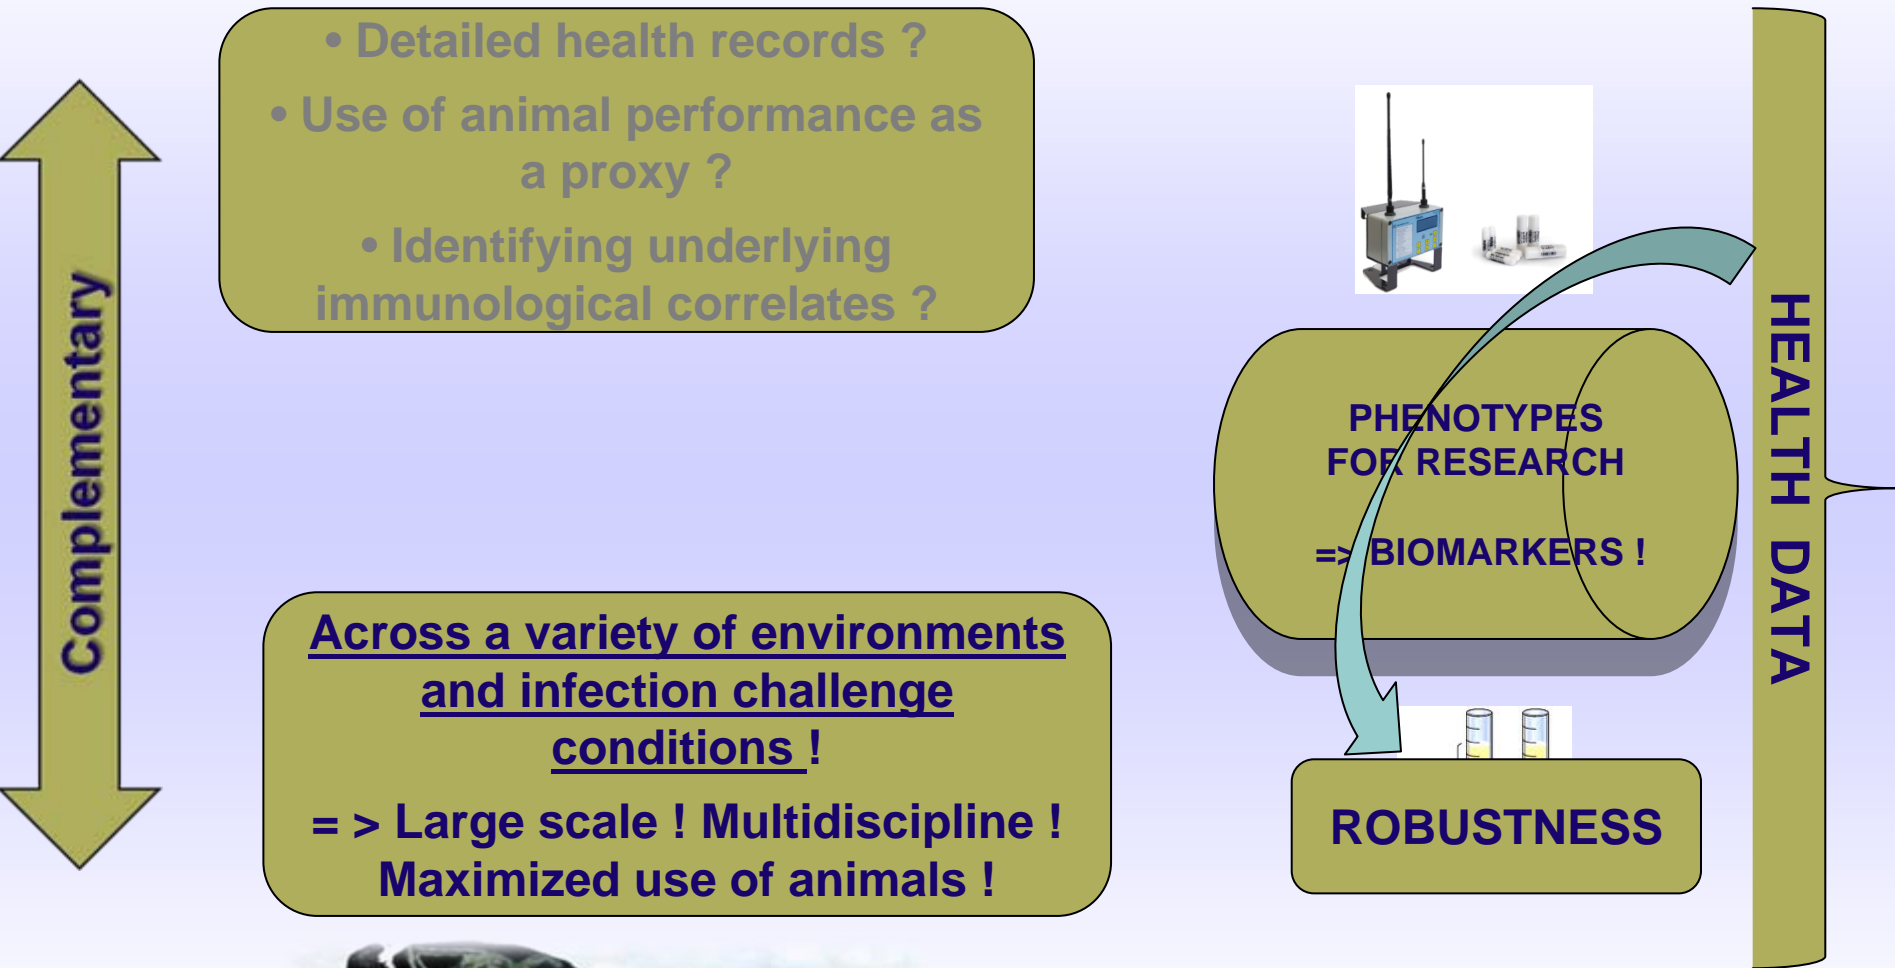 • Detailed health records ?
• Use of animal performance as
a proxy ?
• Identifying underlying
immunological correlates ?
Complementary
Across a variety of environments
and infection challenge
conditions !
= > Large scale ! Multidiscipline !
Maximized use of animals !
PHENOTYPES
FOR RESEARCH
=> BIOMARKERS !
ROBUSTNESS
HEALTH DATA